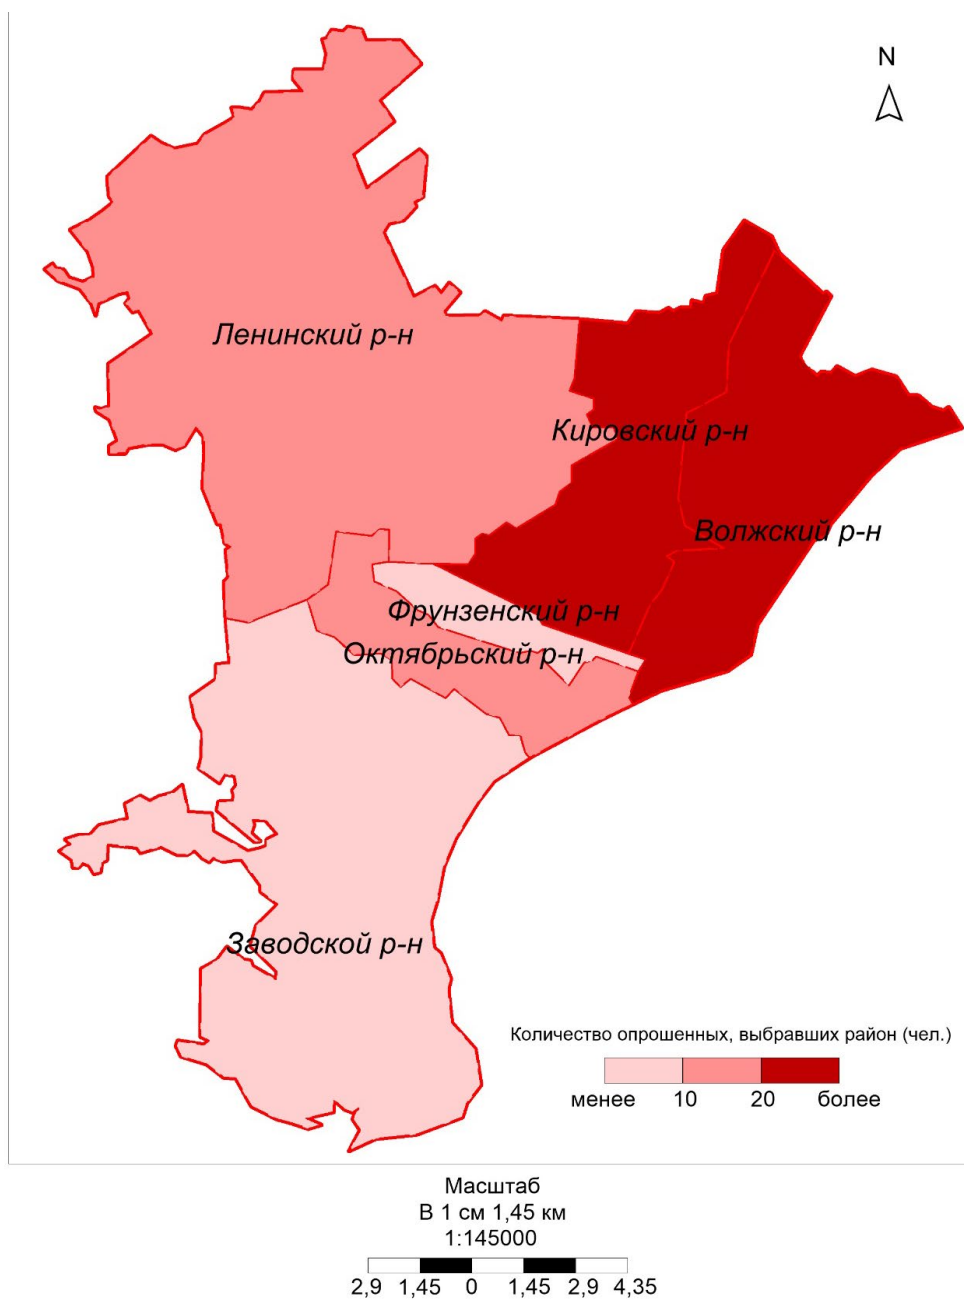 N
Ленинский р-н
Кировский р-н
Волжский р-н
Фрунзенский р-н
Октябрьский р-н
Заводской р-н
Количество опрошенных, выбравших район (чел.)
менее 10 20 более
Масштаб
В 1 см 1,45 км
1:145000
2,9 1,45 0 1,45 2,9 4,35